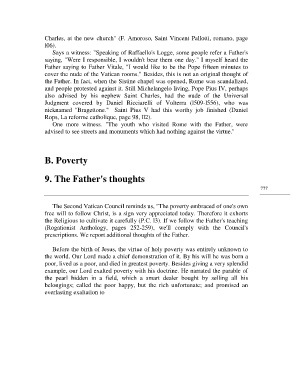 Charles, at the new church" (F. Amoroso, Saint Vincent Pallotti, romano, page
106).
Says a witness: "Speaking of Raffaello's Logge, some people refer a Father's
saying, "Were I responsible, I wouldn't bear them one day." I myself heard the
Father saying to Father Vitale, "I would like to be the Pope fifteen minutes to
cover the nude of the Vatican rooms." Besides, this is not an original thought of
the Father. In fact, when the Sistine chapel was opened, Rome was scandalized,
and people protested against it. Still Michelangelo living, Pope Pius IV, perhaps
also advised by his nephew Saint Charles, had the nude of the Universal
Judgment covered by Daniel Ricciarelli of Volterra (1509-1556), who was
nicknamed "Bragettone." Saint Pius V had this worthy job finished (Daniel
Rops, La reforme catholique, page 98, 112).
One more witness: "The youth who visited Rome with the Father, were
advised to see streets and monuments which had nothing against the virtue."
B. Poverty
9. The Father's thoughts
???
The Second Vatican Council reminds us, "The poverty embraced of one's own
free will to follow Christ, is a sign very appreciated today. Therefore it exhorts
the Religious to cultivate it carefully (P.C. 13). If we follow the Father's teaching
(Rogationist Anthology, pages 252-259), we'll comply with the Council's
prescriptions. We report additional thoughts of the Father.
Before the birth of Jesus, the virtue of holy poverty was entirely unknown to
the world. Our Lord made a chief demonstration of it. By his will he was born a
poor, lived as a poor, and died in greatest poverty. Besides giving a very splendid
example, our Lord exalted poverty with his doctrine. He narrated the parable of
the pearl hidden in a field, which a smart dealer bought by selling all his
belongings; called the poor happy, but the rich unfortunate; and promised an
everlasting exaltation to